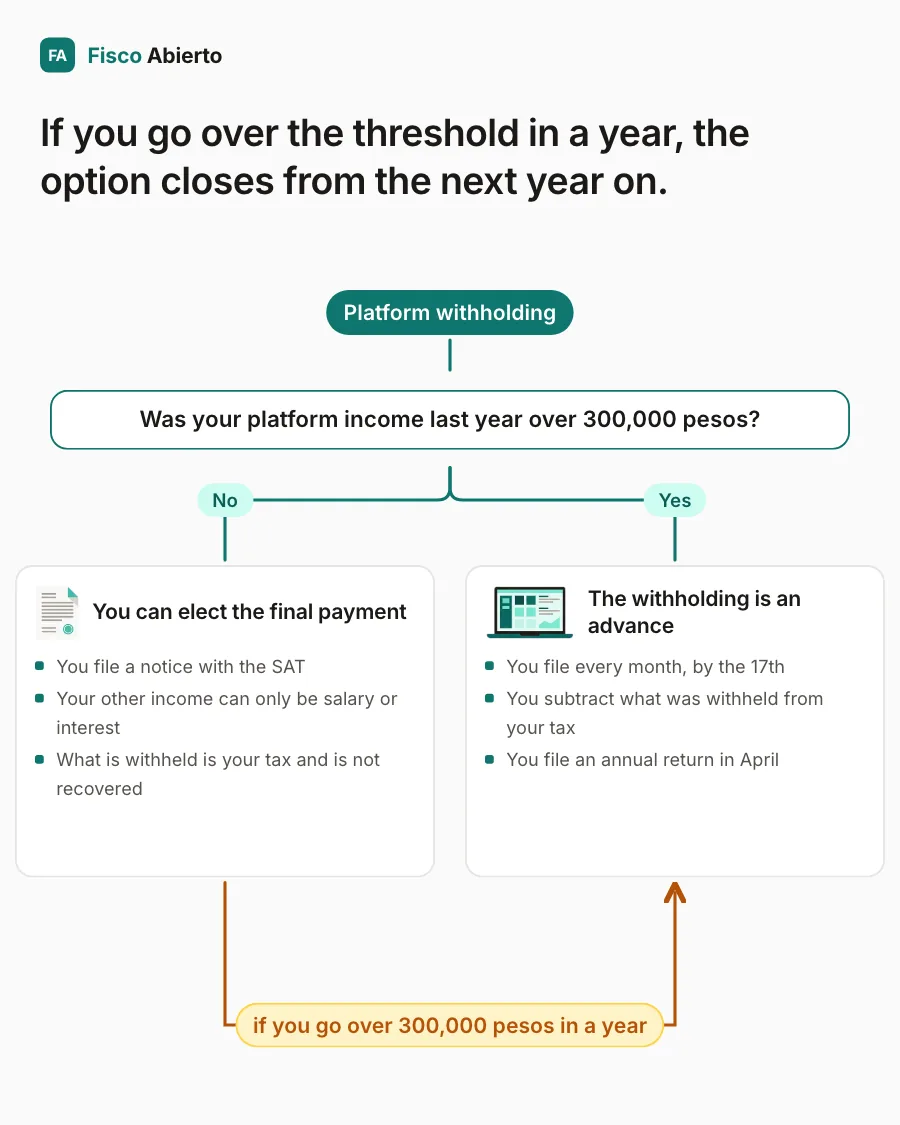 FA
Fisco Abierto
If you go over the threshold in a year, the
option closes from the next year on.
Platform withholding
Was your platform income last year over 300,000 pesos?
No
Yes
You can elect the final payment
You file a notice with the SAT
Your other income can only be salary or
interest
What is withheld is your tax and is not
recovered
The withholding is an
advance
You file every month, by the 17th
You subtract what was withheld from
your tax
You file an annual return in April
if you go over 300,000 pesos in a year